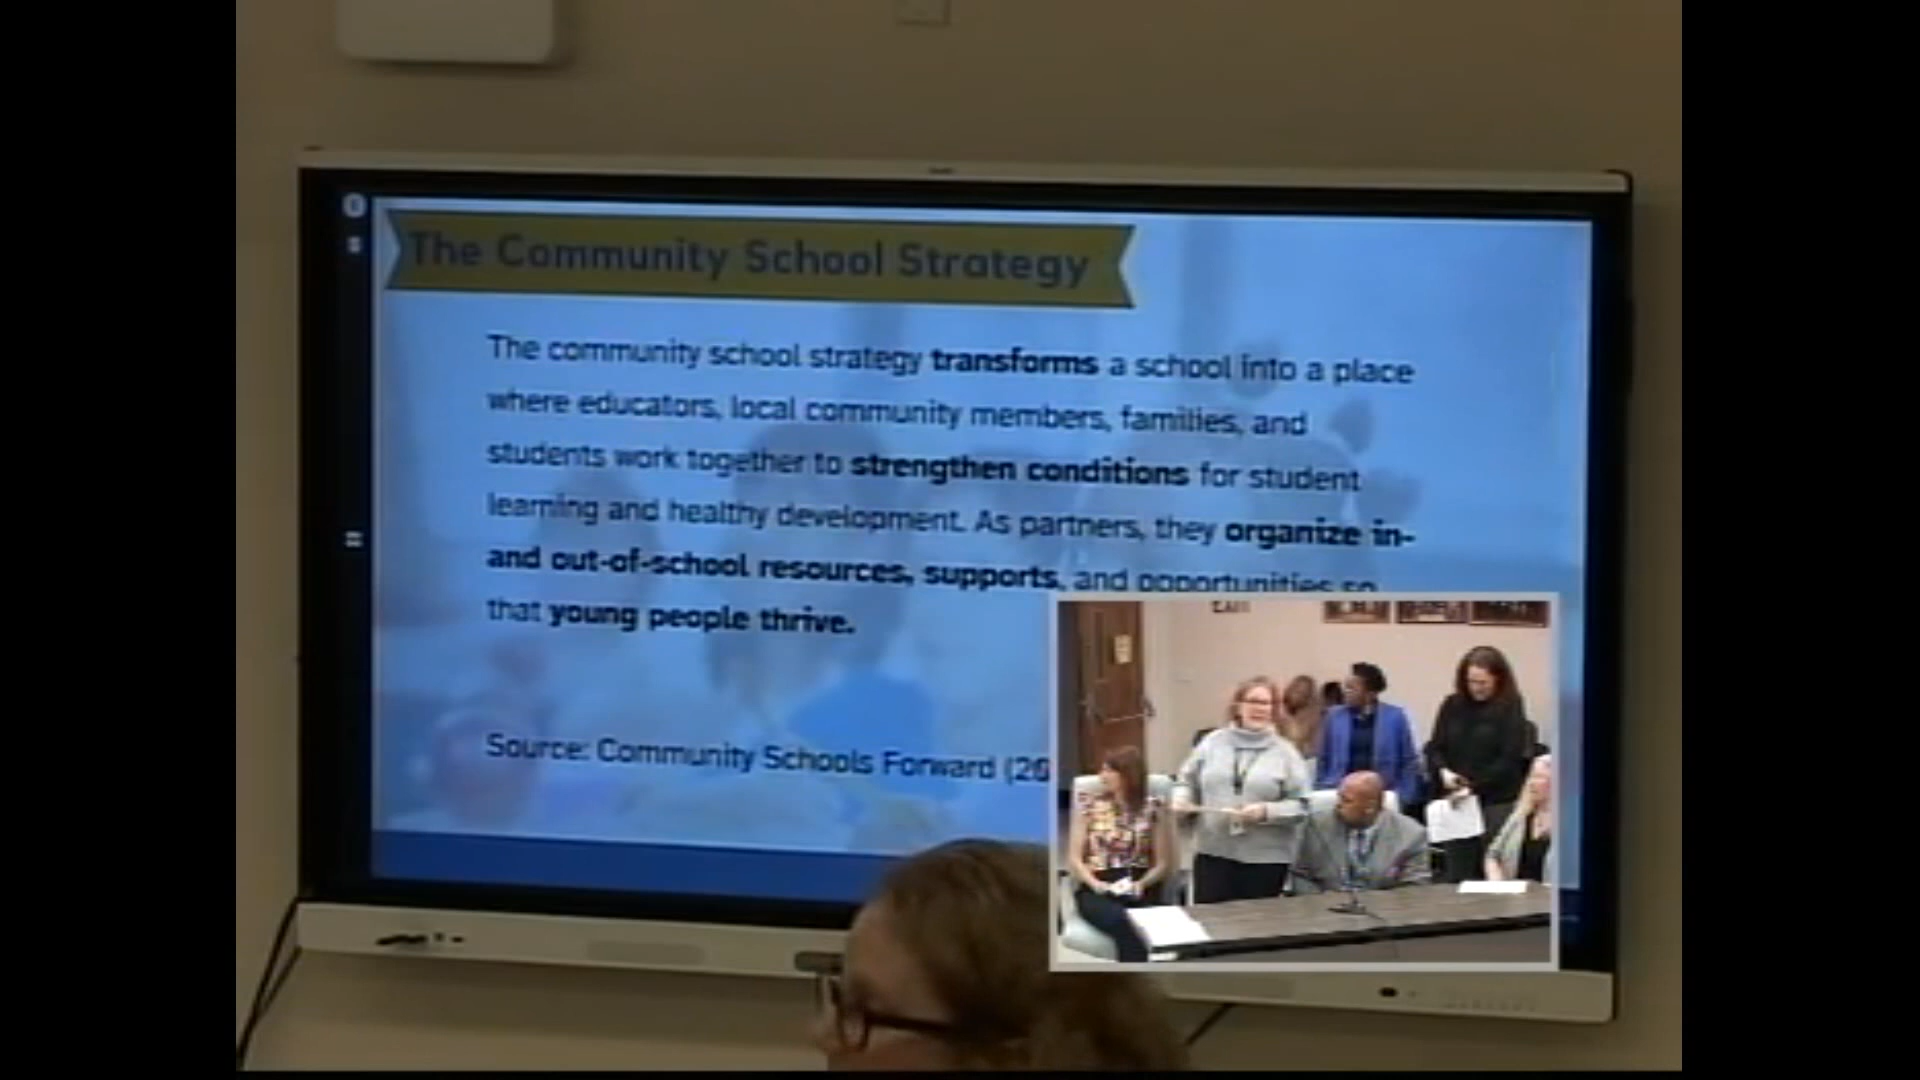 The Community School Strategy
The community school strategy transforms a school into a place
where educators, local community members, families, and
students work together to strengthen conditions for student
learning and healthy development. As partners, they organize in-
and out-of-school resources, supports, and opportunities so
that young people thrive.
Source: Community Schools Forward (20
EXIT